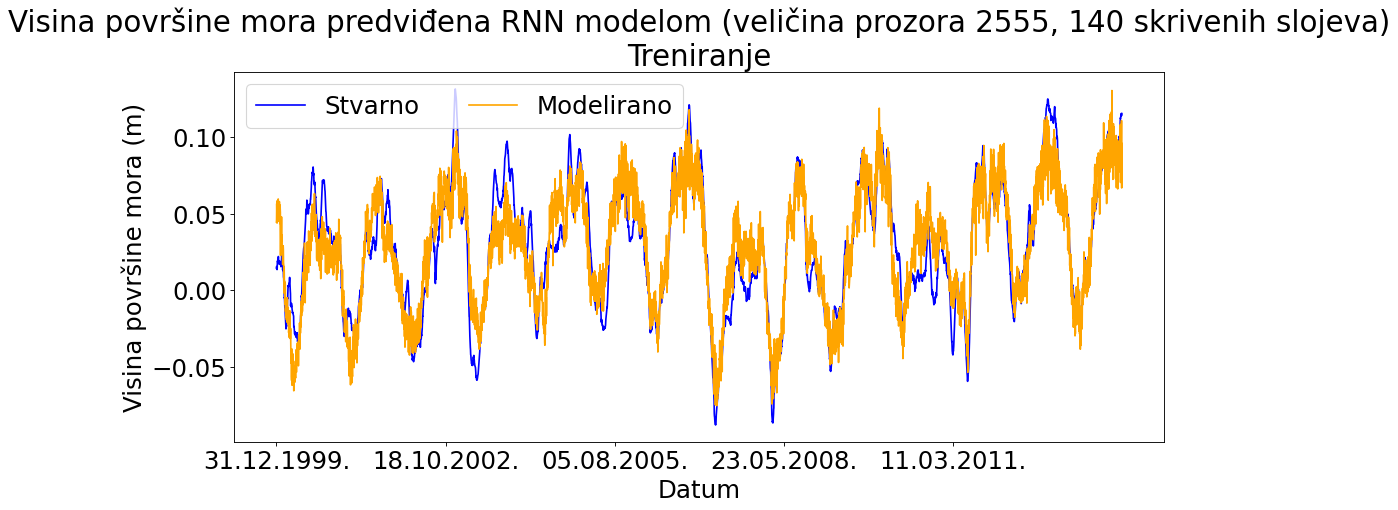 Visina površine mora predviđena RNN modelom (veličina prozora 2555, 140 skrivenih slojeva)
Treniranje
Stvarno Modelirano
Visina površine mora (m)
0.10
0.05
0.00
−0.05
31.12.1999. 18.10.2002. 05.08.2005. 23.05.2008. 11.03.2011.
Datum